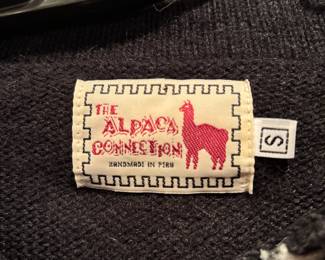 THE
ALPACA
CONNECTION
HANDMADE IN PERU
S